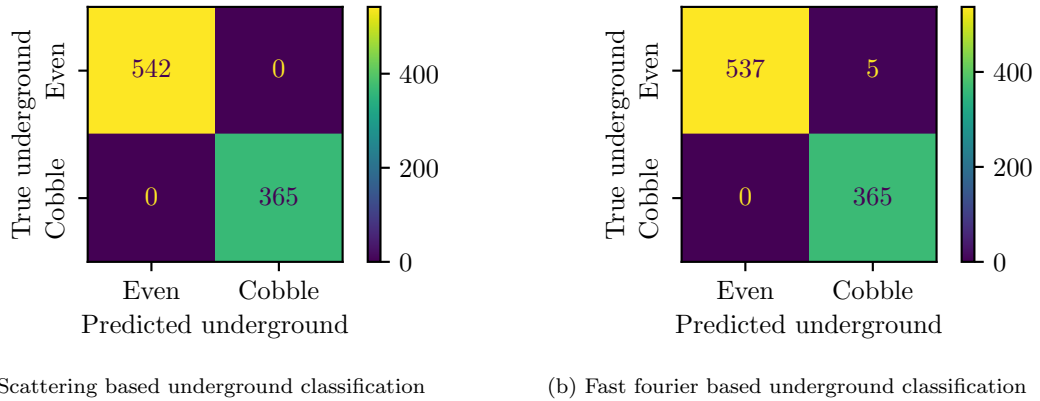 True underground
Even
Cobble
542
0
0
365
400
200
0
Even
Cobble
Predicted underground
Scattering based underground classification
True underground
Even
Cobble
537
5
0
365
400
200
0
Even
Cobble
Predicted underground
(b) Fast fourier based underground classification